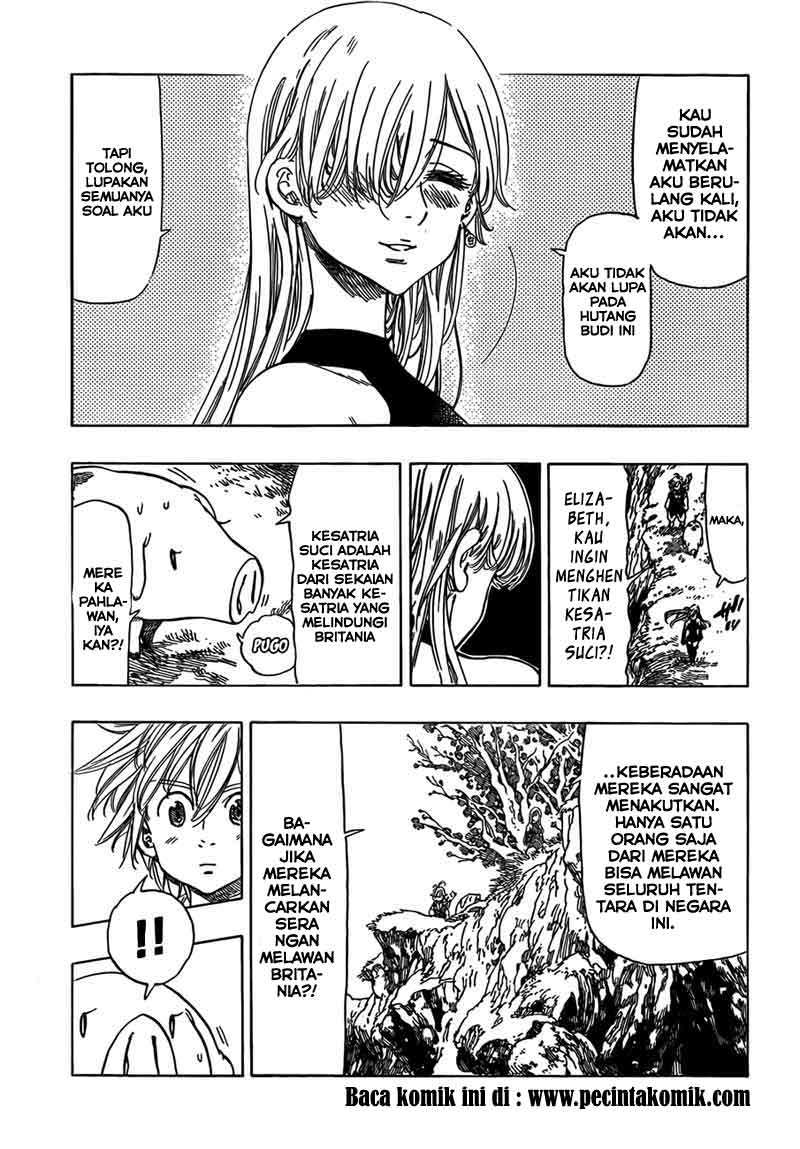 KAU
SUDAH
MENYELA-
MATKAN
AKU BERU-
LANG KALI,
AKU TIDAK
AKAN...
AKU TIDAK
AKAN LUPA
PADA
HUTANG
BUDI INI
TAPI
TOLONG,
LUPAKAN
SEMUANYA
SOAL AKU
MAKA,
ELIZA-
BETH,
KAU
INGIN
MENGHEN
TIKAN
KESA-
TRIA
SUCI?!
KESATRIA
SUCI ADALAH
KESATRIA
DARI SEKAIAN
BANYAK KE-
SATRIA YANG
MELINDUNGI
BRITANIA
PUGO
MERE
KA
PAHLA-
WAN,
IYA
KAN?!
..KEBERADAAN
MEREKA SANGAT
MENAKUTKAN.
HANYA SATU
ORANG SAJA
DARI MEREKA
BISA MELAWAN
SELURUH TEN-
TARA DI NEGARA
INI.
BA-
GAIMANA
JIKA
MEREKA
MELAN-
CARKAN
SERA
NGAN
MELAWAN
BRITA-
NIA?!
!!
Baca komik ini di : www.pecintakomik.com